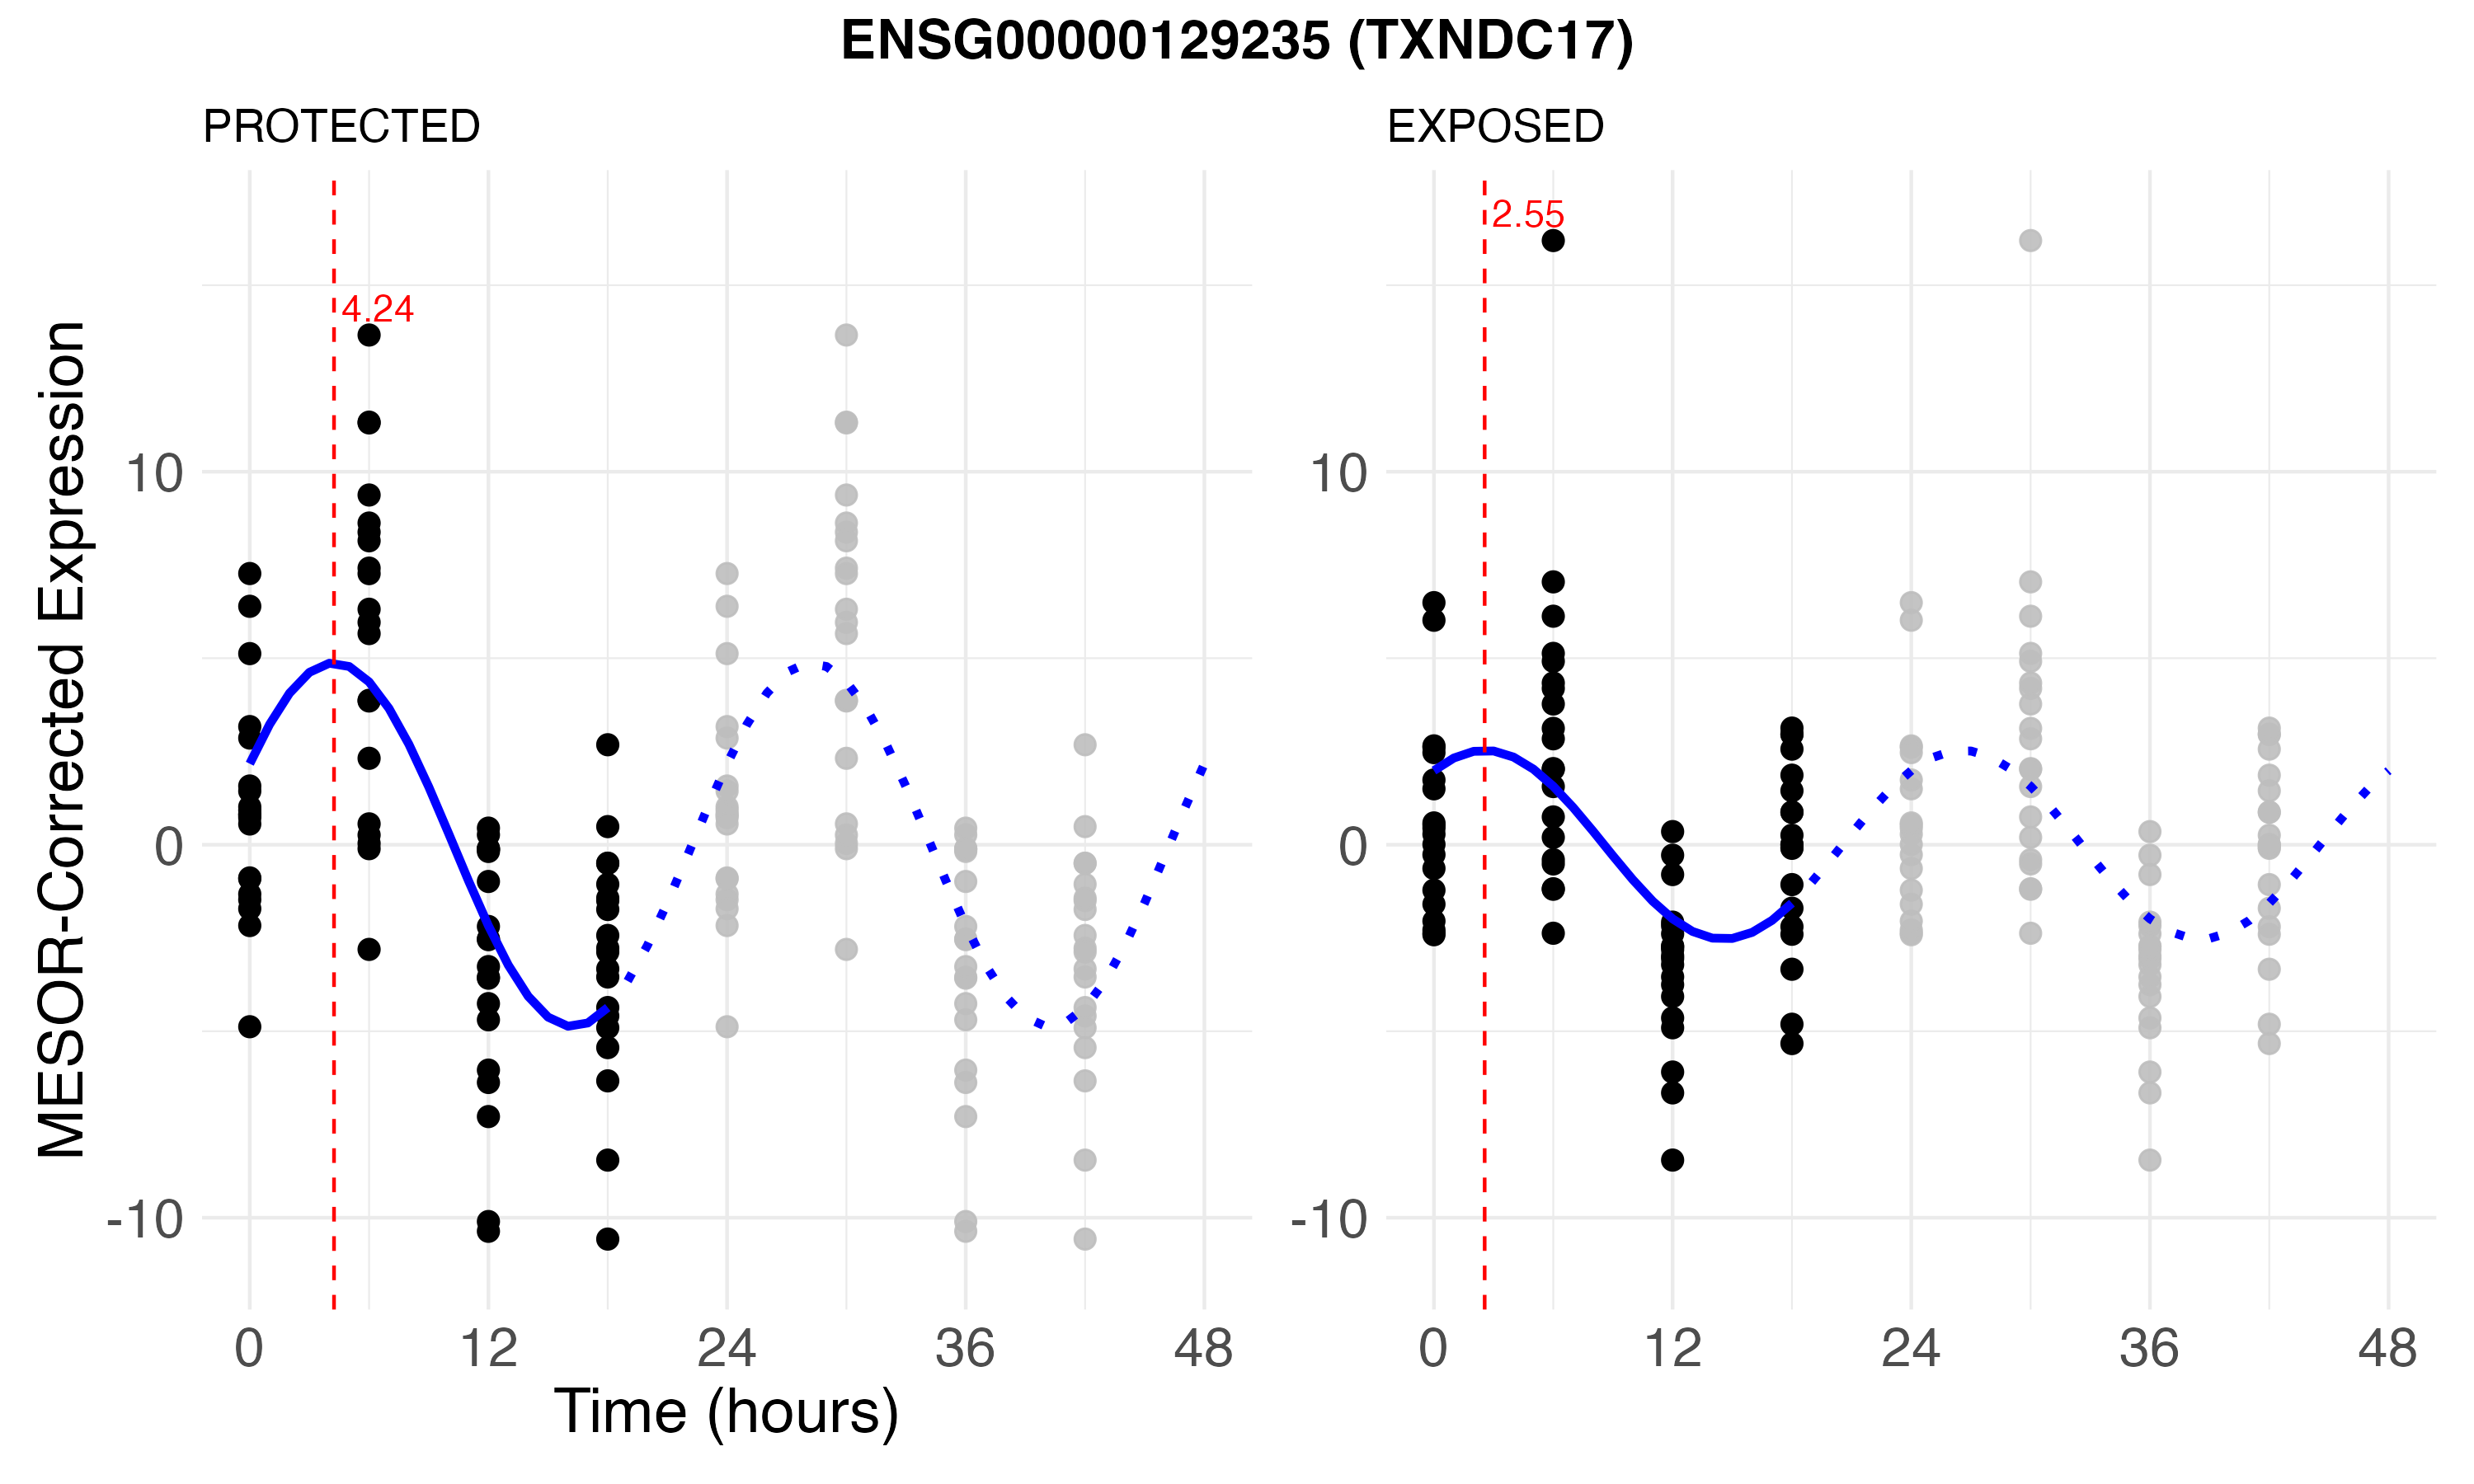 ENSG00000129235 (TXNDC17)
PROTECTED
EXPOSED
MESOR-Corrected Expression
4.24
2.55
10
0
-10
10
0
-10
0 12 24 36 48
0 12 24 36 48
Time (hours)